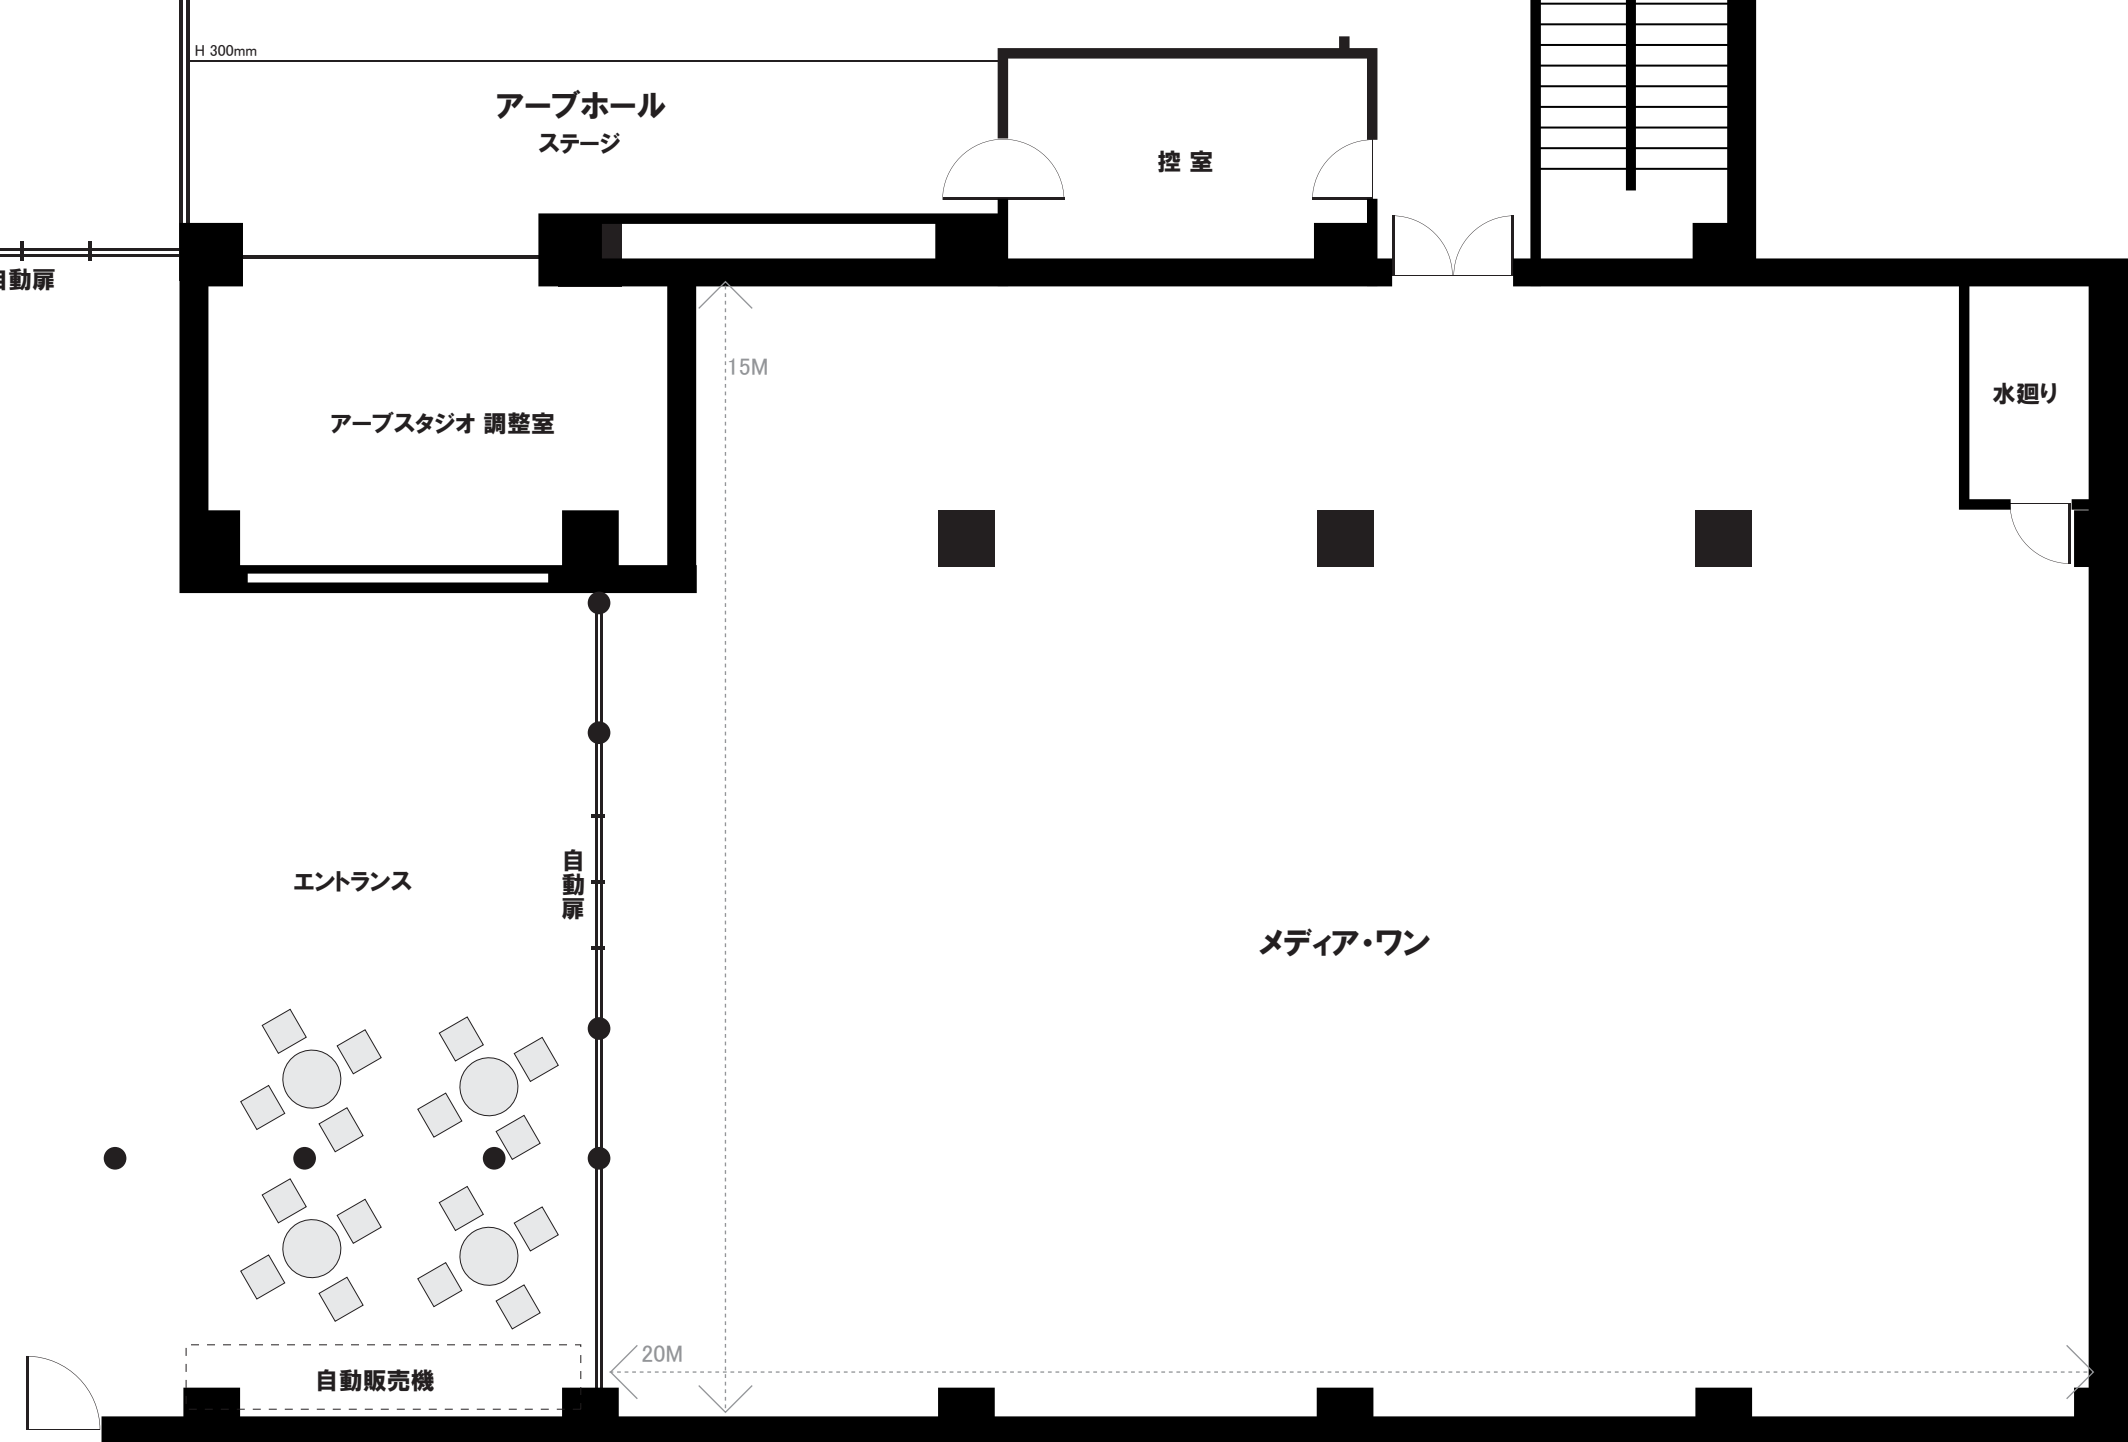 H 300mm
アーブホール
ステージ
控 室
自動扉
15M
アーブスタジオ 調整室
水廻り
エントランス
自動扉
メディア・ワン
20M
自動販売機